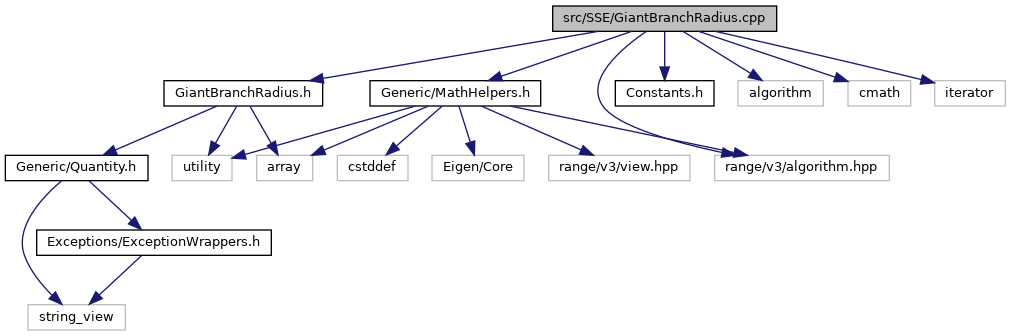 src/SSE/GiantBranchRadius.cpp
GiantBranchRadius.h
Generic/MathHelpers.h
Constants.h
algorithm
cmath
iterator
Generic/Quantity.h
utility
array
cstddef
Eigen/Core
range/v3/view.hpp
range/v3/algorithm.hpp
Exceptions/ExceptionWrappers.h
string_view